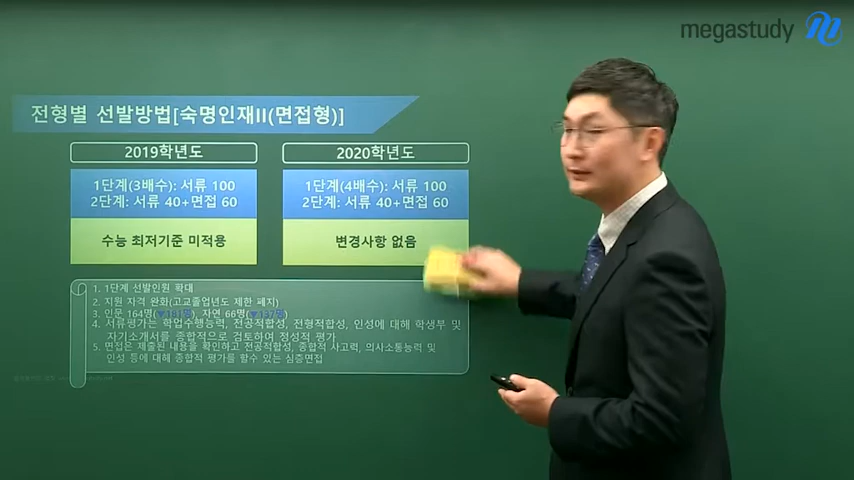 megastudy
전형별 선발방법[숙명인재II(면접형)]
2019학년도
2020학년도
1단계(3배수): 서류 100
2단계: 서류 40+면접 60
1단계(4배수): 서류 100
2단계: 서류 40+면접 60
수능 최저기준 미적용
변경사항 없음
1. 1단계 선발인원 확대
2. 지원 자격 완화(고교졸업년도 제한 폐지)
3. 인문 164명(▼181명), 자연 66명(▼137명)
4. 서류평가는 학업수행능력, 전공적합성, 전형적합성, 인성에 대해 학생부 및
자기소개서를 종합적으로 검토하여 정성적 평가
5. 면접은 제출된 내용을 확인하고 전공적합성, 종합적 사고력, 의사소통능력 및
인성 등에 대해 종합적 평가를 할수 있는 심층면접